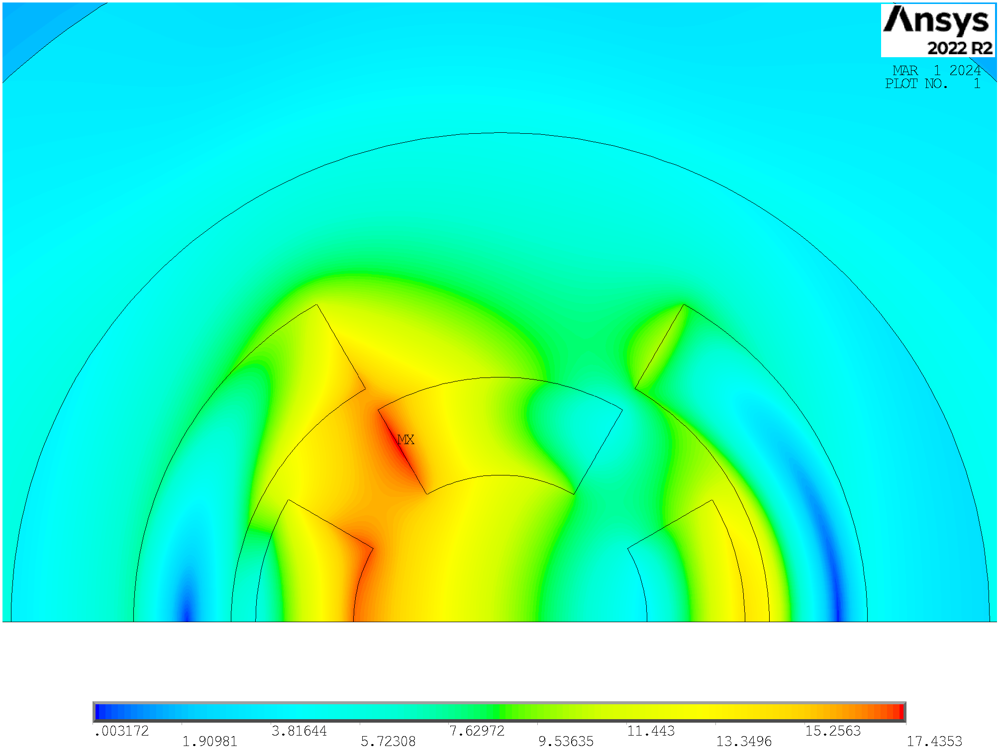 Ansys
2022 R2
MAR 1 2024
PLOT NO. 1
MX
.003172 3.81644 7.62972 11.443 15.2563
1.90981 5.72308 9.53635 13.3496 17.4353